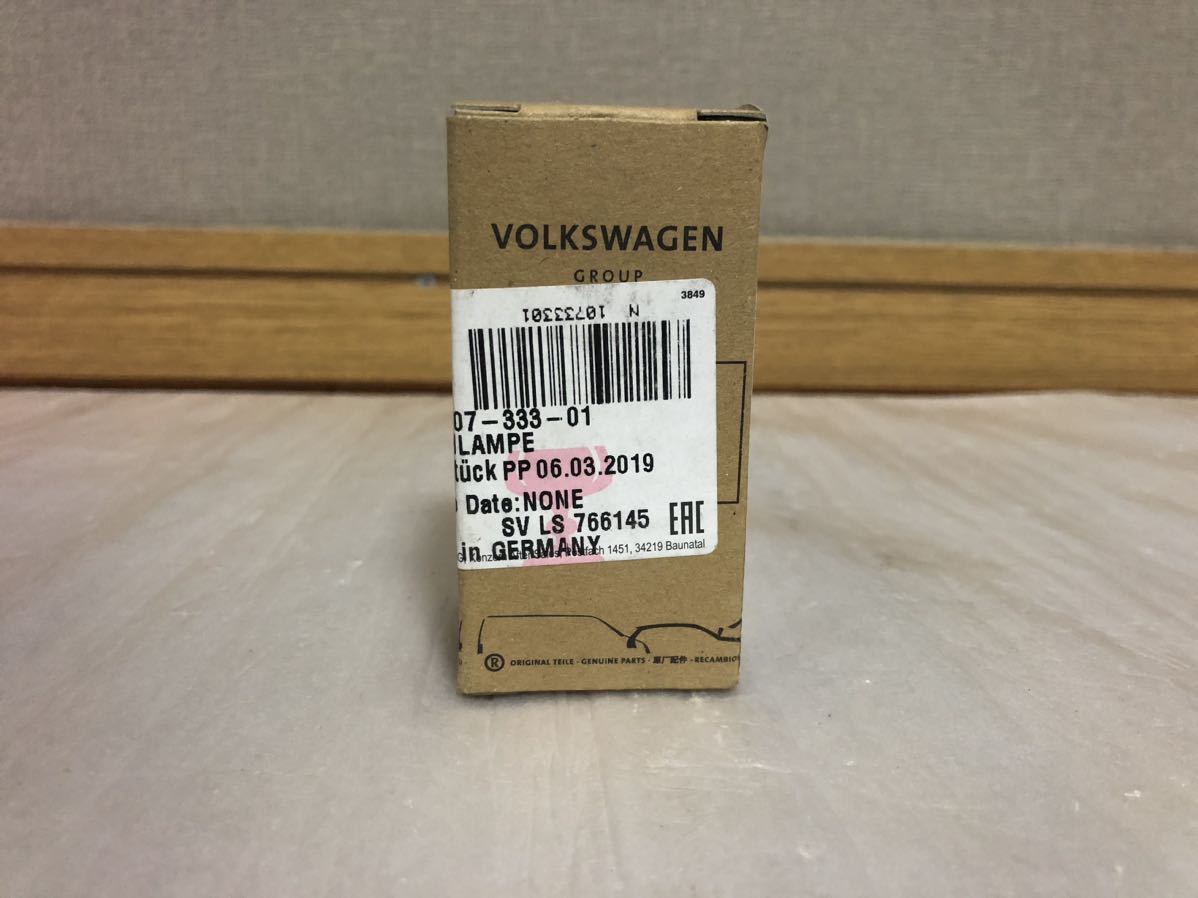 VOLKSWAGEN
GROUP
3849
N 10733301
07-333-01
LAMPE
tück PP 06.03.2019
Date:NONE
SV LS 766145 EAC
in GERMANY
Postfach 1451, 34219 Baunatal
® ORIGINAL TEILE · GENUINE PARTS · 原厂配件 · RECAMBIO